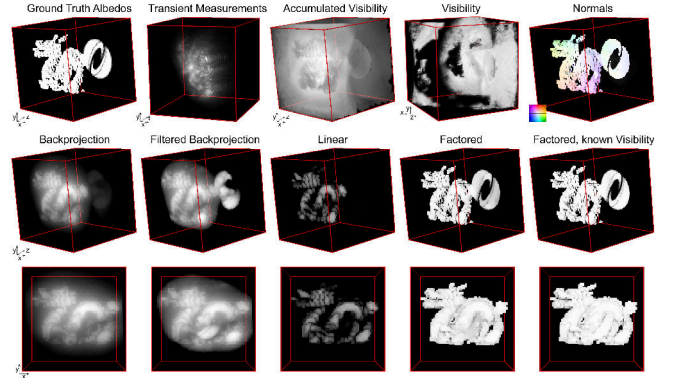 Ground Truth Albedos
Transient Measurements
Accumulated Visibility
Visibility
Normals
Backprojection
Filtered Backprojection
Linear
Factored
Factored, known Visibility